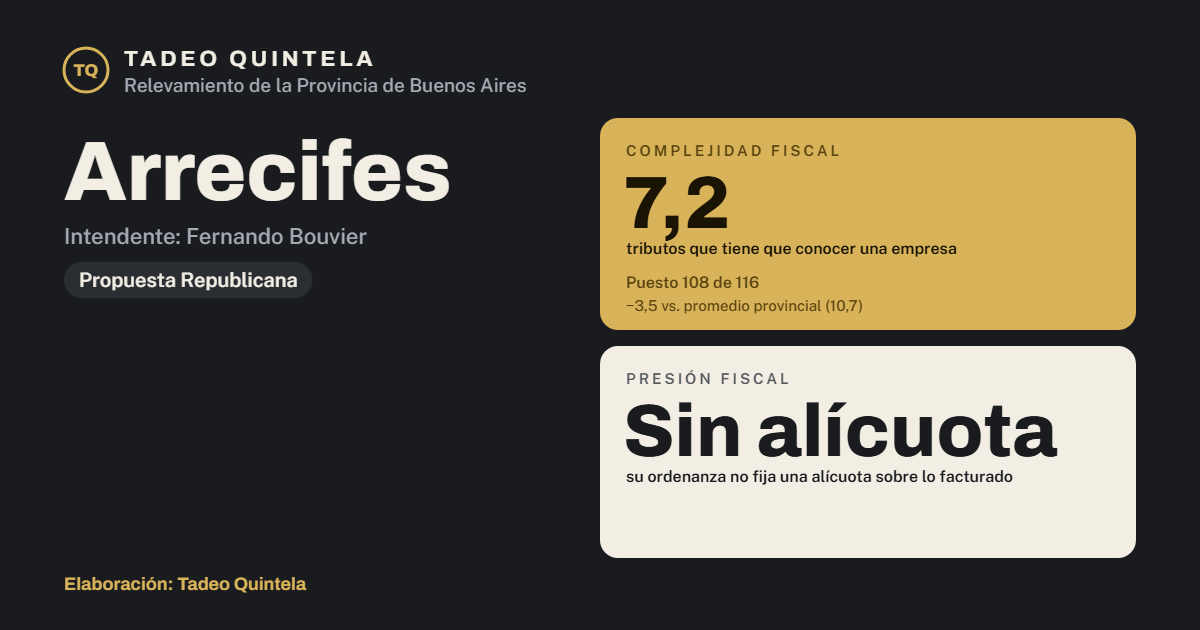 TQ
TADEO QUINTELA
Relevamiento de la Provincia de Buenos Aires
Arrecifes
Intendente: Fernando Bouvier
Propuesta Republicana
COMPLEJIDAD FISCAL
7,2
tributos que tiene que conocer una empresa
Puesto 108 de 116
−3,5 vs. promedio provincial (10,7)
PRESIÓN FISCAL
Sin alícuota
su ordenanza no fija una alícuota sobre lo facturado
Elaboración: Tadeo Quintela